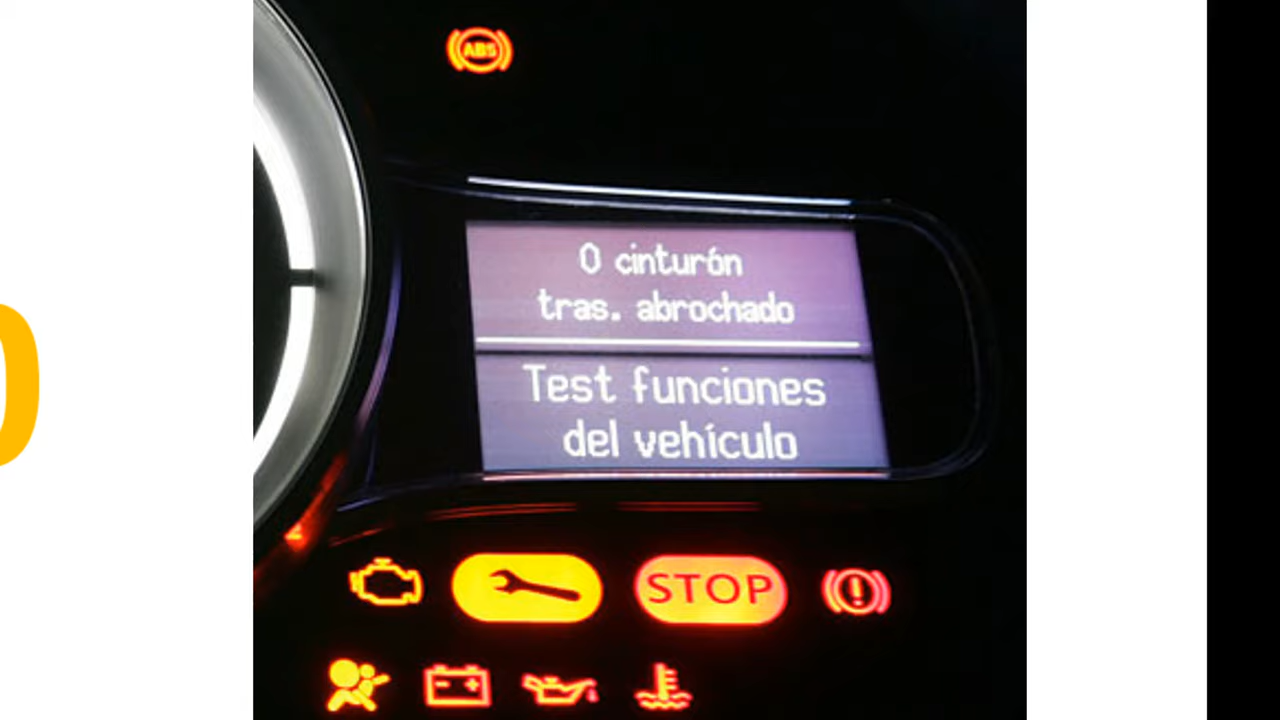 ABS
0 cinturón
tras. abrochado
Test funciones
del vehículo
STOP